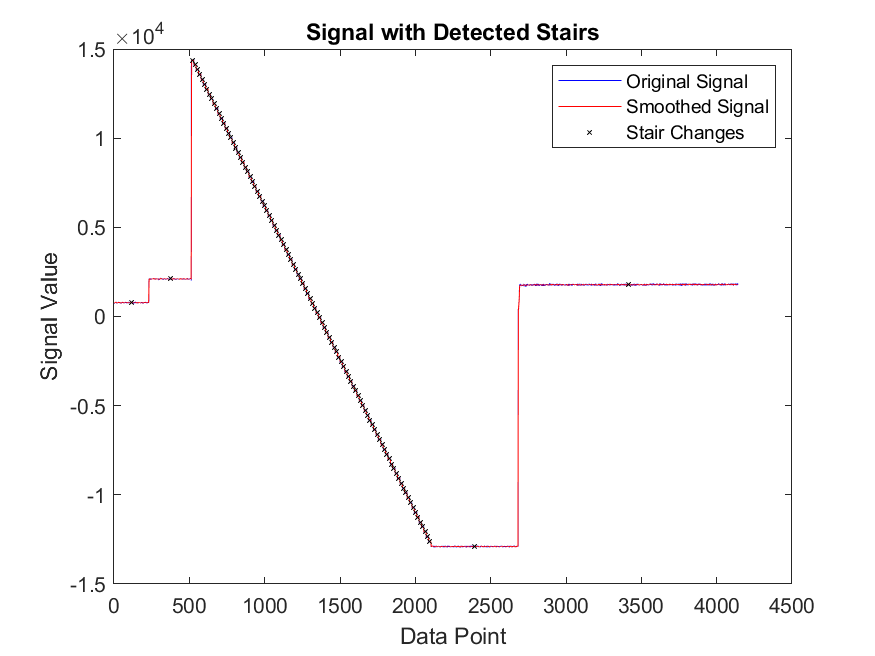 Signal with Detected Stairs
×10^4
1.5
1
0.5
0
-0.5
-1
-1.5
Signal Value
0 500 1000 1500 2000 2500 3000 3500 4000 4500
Data Point
Original Signal
Smoothed Signal
Stair Changes